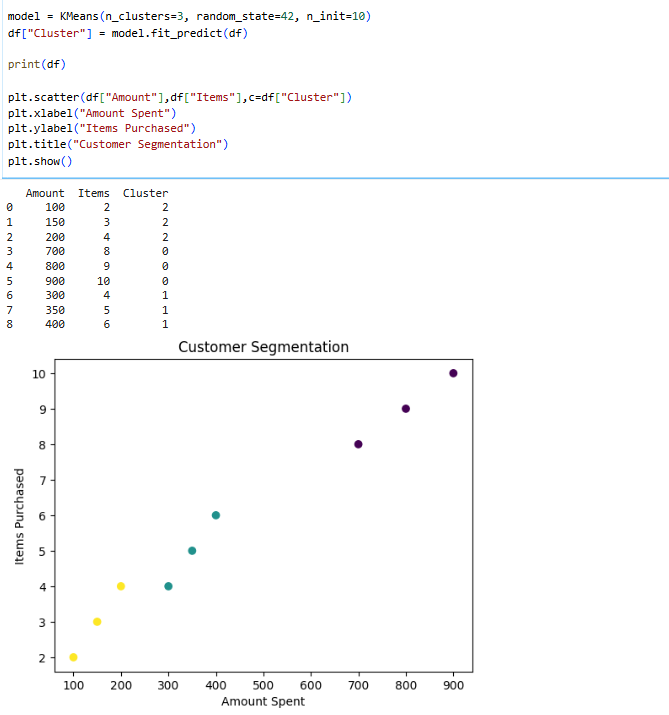 model = KMeans(n_clusters=3, random_state=42, n_init=10)
df["Cluster"] = model.fit_predict(df)
print(df)
plt.scatter(df["Amount"],df["Items"],c=df["Cluster"])
plt.xlabel("Amount Spent")
plt.ylabel("Items Purchased")
plt.title("Customer Segmentation")
plt.show()
Amount Items Cluster
0 100 2 2
1 150 3 2
2 200 4 2
3 700 8 0
4 800 9 0
5 900 10 0
6 300 4 1
7 350 5 1
8 400 6 1
Customer Segmentation
10
9
8
7
6
5
4
3
2
Items Purchased
100 200 300 400 500 600 700 800 900
Amount Spent